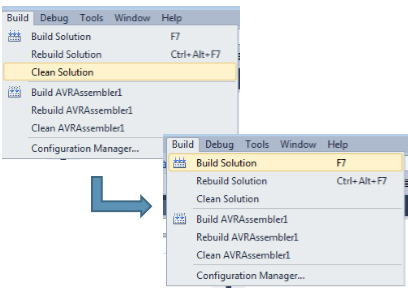 Build Debug Tools Window Help
Build Solution F7
Rebuild Solution Ctrl+Alt+F7
Clean Solution
Build AVRAssembler1
Rebuild AVRAssembler1
Clean AVRAssembler1
Configuration Manager...
Build Debug Tools Window Help
Build Solution F7
Rebuild Solution Ctrl+Alt+F7
Clean Solution
Build AVRAssembler1
Rebuild AVRAssembler1
Clean AVRAssembler1
Configuration Manager...